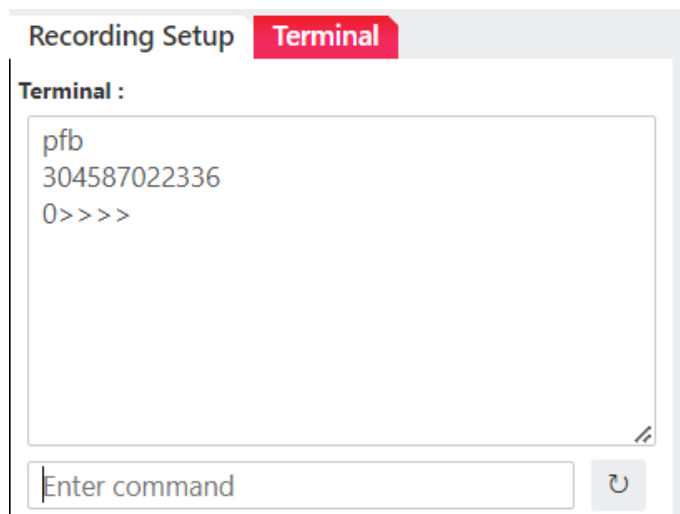 Recording Setup Terminal
Terminal :
pfb
304587022336
0>>>>
Enter command